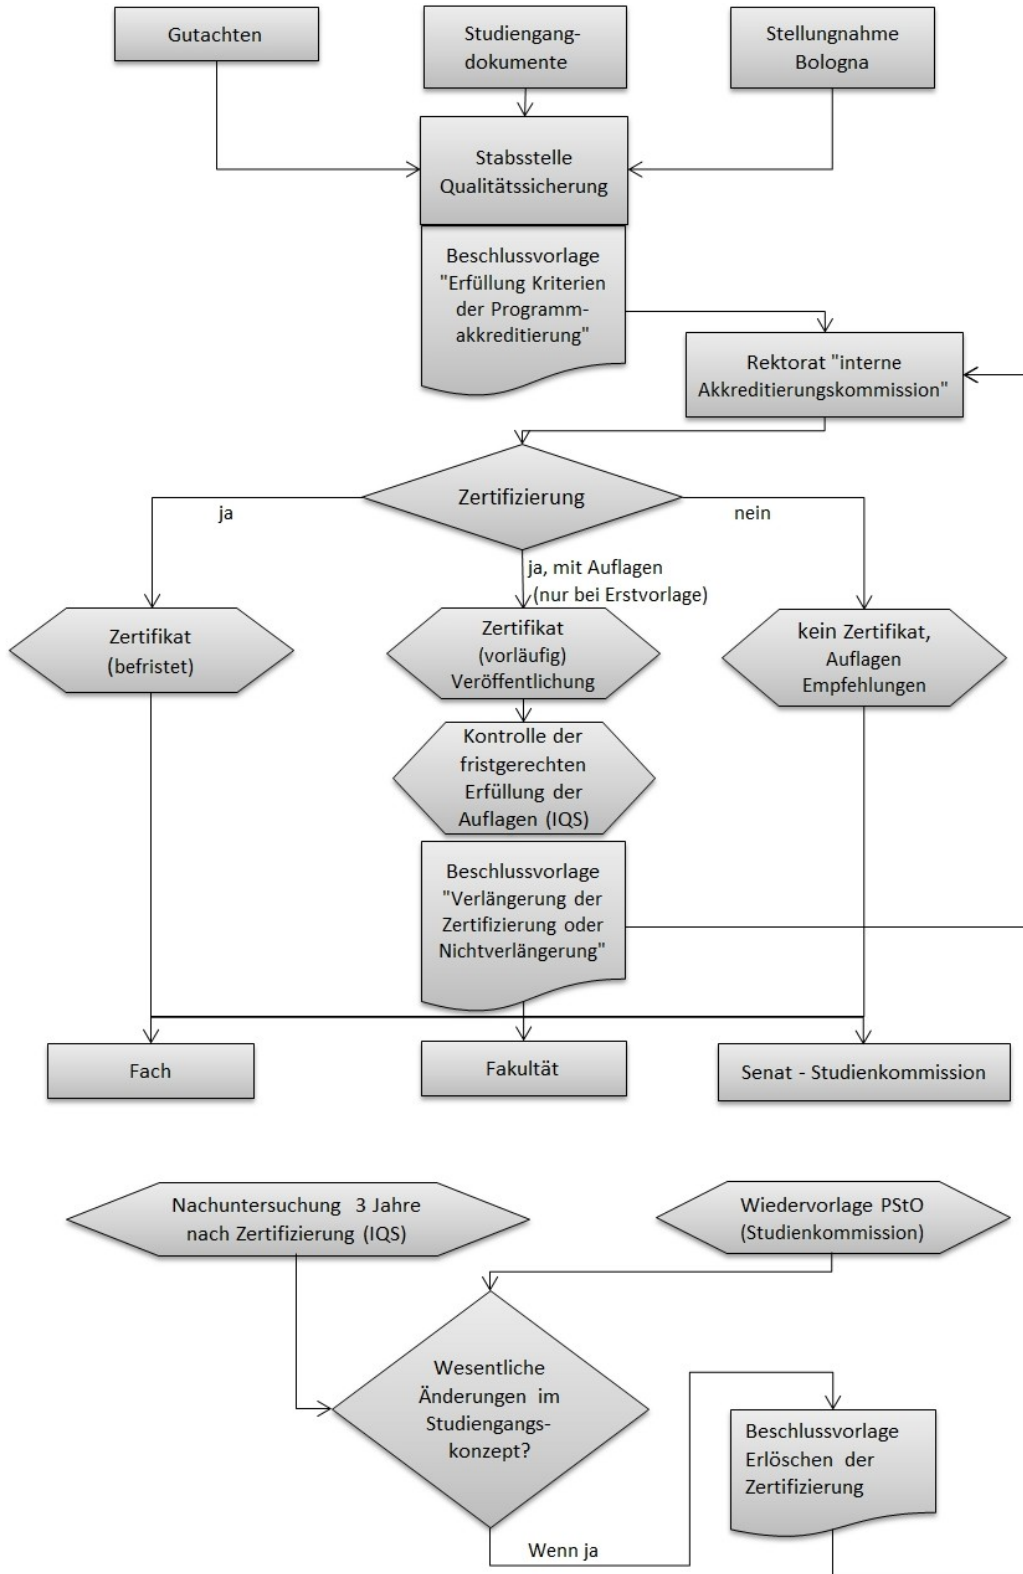 Gutachten
Studiengang-
dokumente
Stellungnahme
Bologna
Stabsstelle
Qualitätssicherung
Beschlussvorlage
"Erfüllung Kriterien
der Programm-
akkreditierung"
Rektorat "interne
Akkreditierungskommission"
Zertifizierung
ja
nein
ja, mit Auflagen
(nur bei Erstvorlage)
Zertifikat
(befristet)
Zertifikat
(vorläufig)
Veröffentlichung
kein Zertifikat,
Auflagen
Empfehlungen
Kontrolle der
fristgerechten
Erfüllung der
Auflagen (IQS)
Beschlussvorlage
"Verlängerung der
Zertifizierung oder
Nichtverlängerung"
Fach
Fakultät
Senat - Studienkommission
Nachuntersuchung 3 Jahre
nach Zertifizierung (IQS)
Wiedervorlage PStO
(Studienkommission)
Wesentliche
Änderungen im
Studiengangs-
konzept?
Beschlussvorlage
Erlöschen der
Zertifizierung
Wenn ja